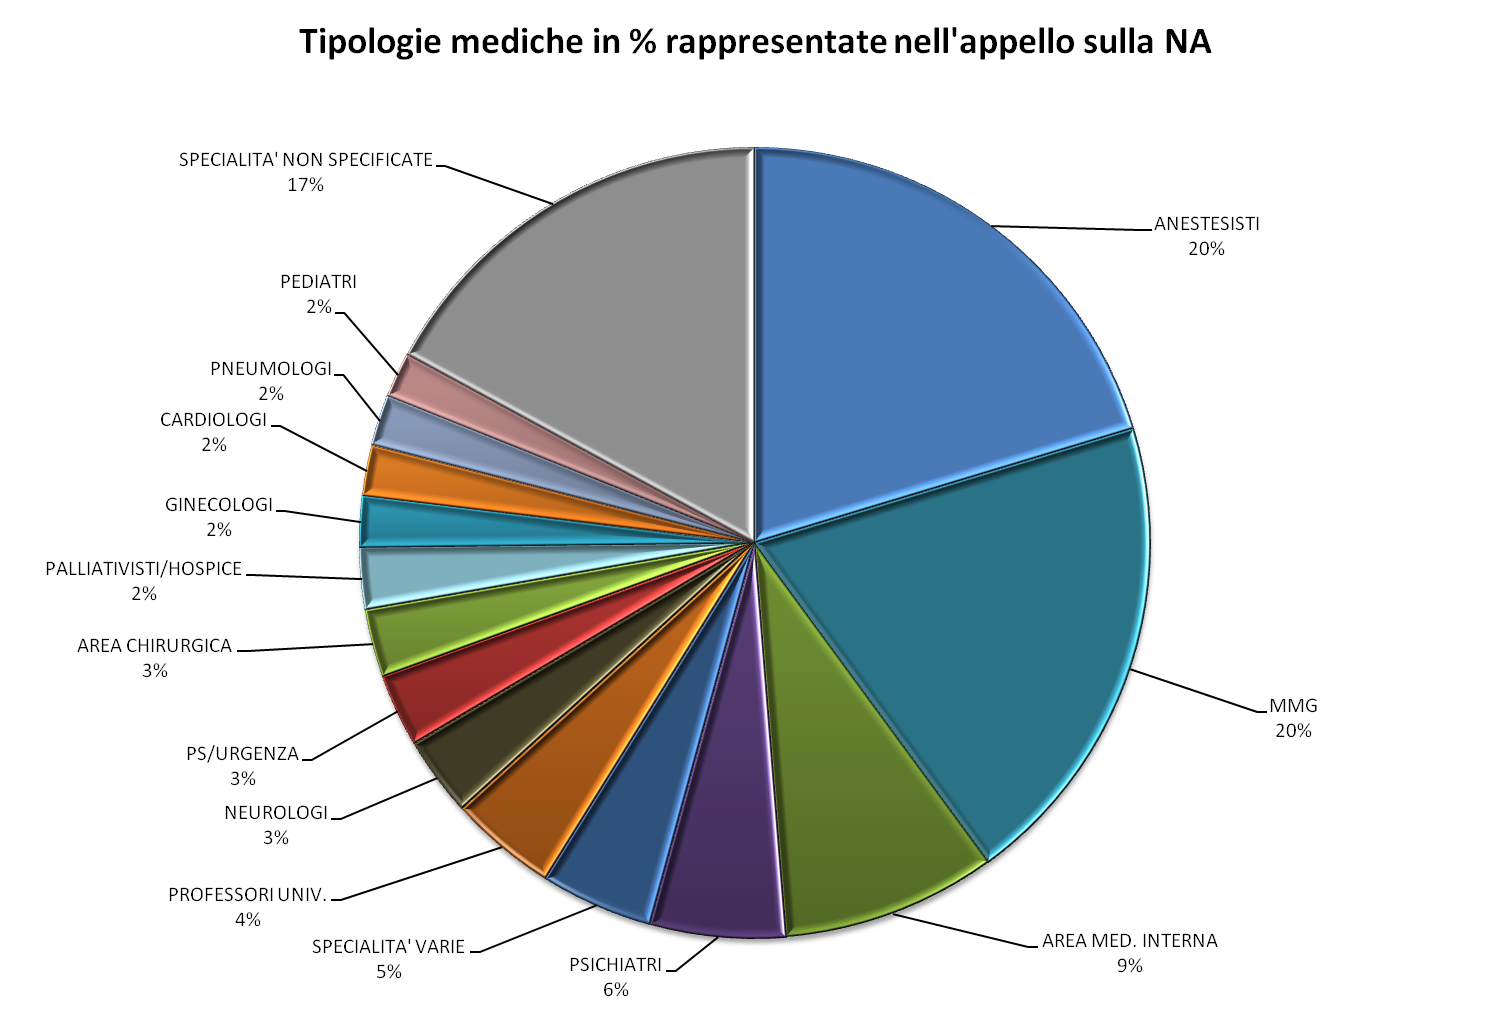 Tipologie mediche in % rappresentate nell'appello sulla NA
SPECIALITA' NON SPECIFICATE
17%
ANESTESISTI
20%
PEDIATRI
2%
PNEUMOLOGI
2%
CARDIOLOGI
2%
GINECOLOGI
2%
PALLIATIVISTI/HOSPICE
2%
AREA CHIRURGICA
3%
MMG
20%
PS/URGENZA
3%
NEUROLOGI
3%
PROFESSORI UNIV.
4%
SPECIALITA' VARIE
5%
PSICHIATRI
6%
AREA MED. INTERNA
9%